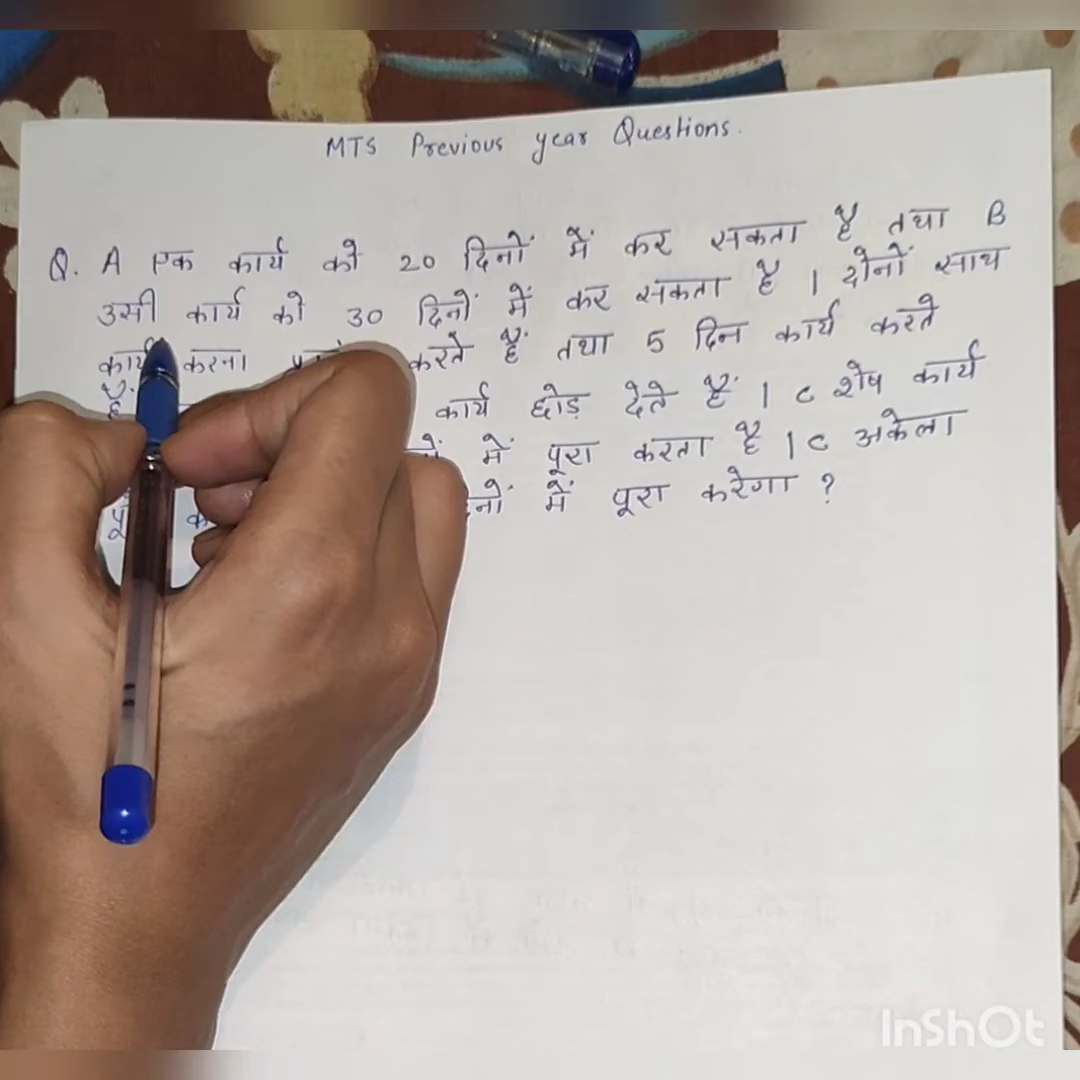 MTS Previous year Questions.
Q. A एक कार्य को 20 दिनों में कर सकता है तथा B
उसी कार्य को 30 दिनों में कर सकता है । दोनों साथ
कार्य करना करते हैं तथा 5 दिन कार्य करते
हैं कार्य छोड़ देते हैं । C शेष कार्य
में पूरा करता है । C अकेला
में पूरा करेगा ?
InShOt